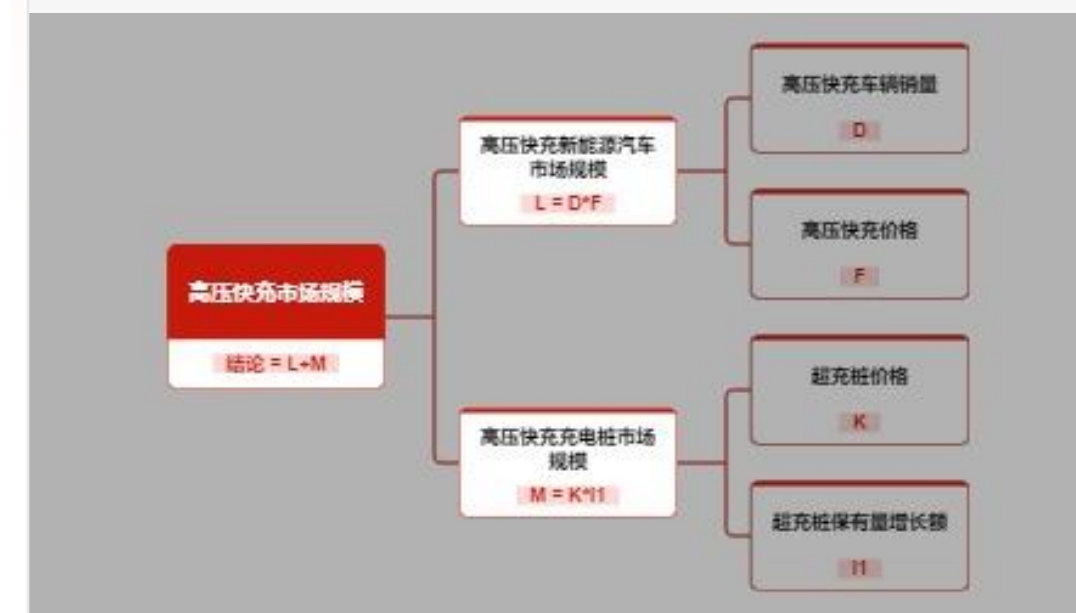 高压快充车辆销量
D
高压快充新能源汽车
市场规模
L = D*F
高压快充价格
F
高压快充市场规模
结论 = L+M
超充桩价格
K
高压快充充电桩市场
规模
M = K*I1
超充桩保有量增长额
I1